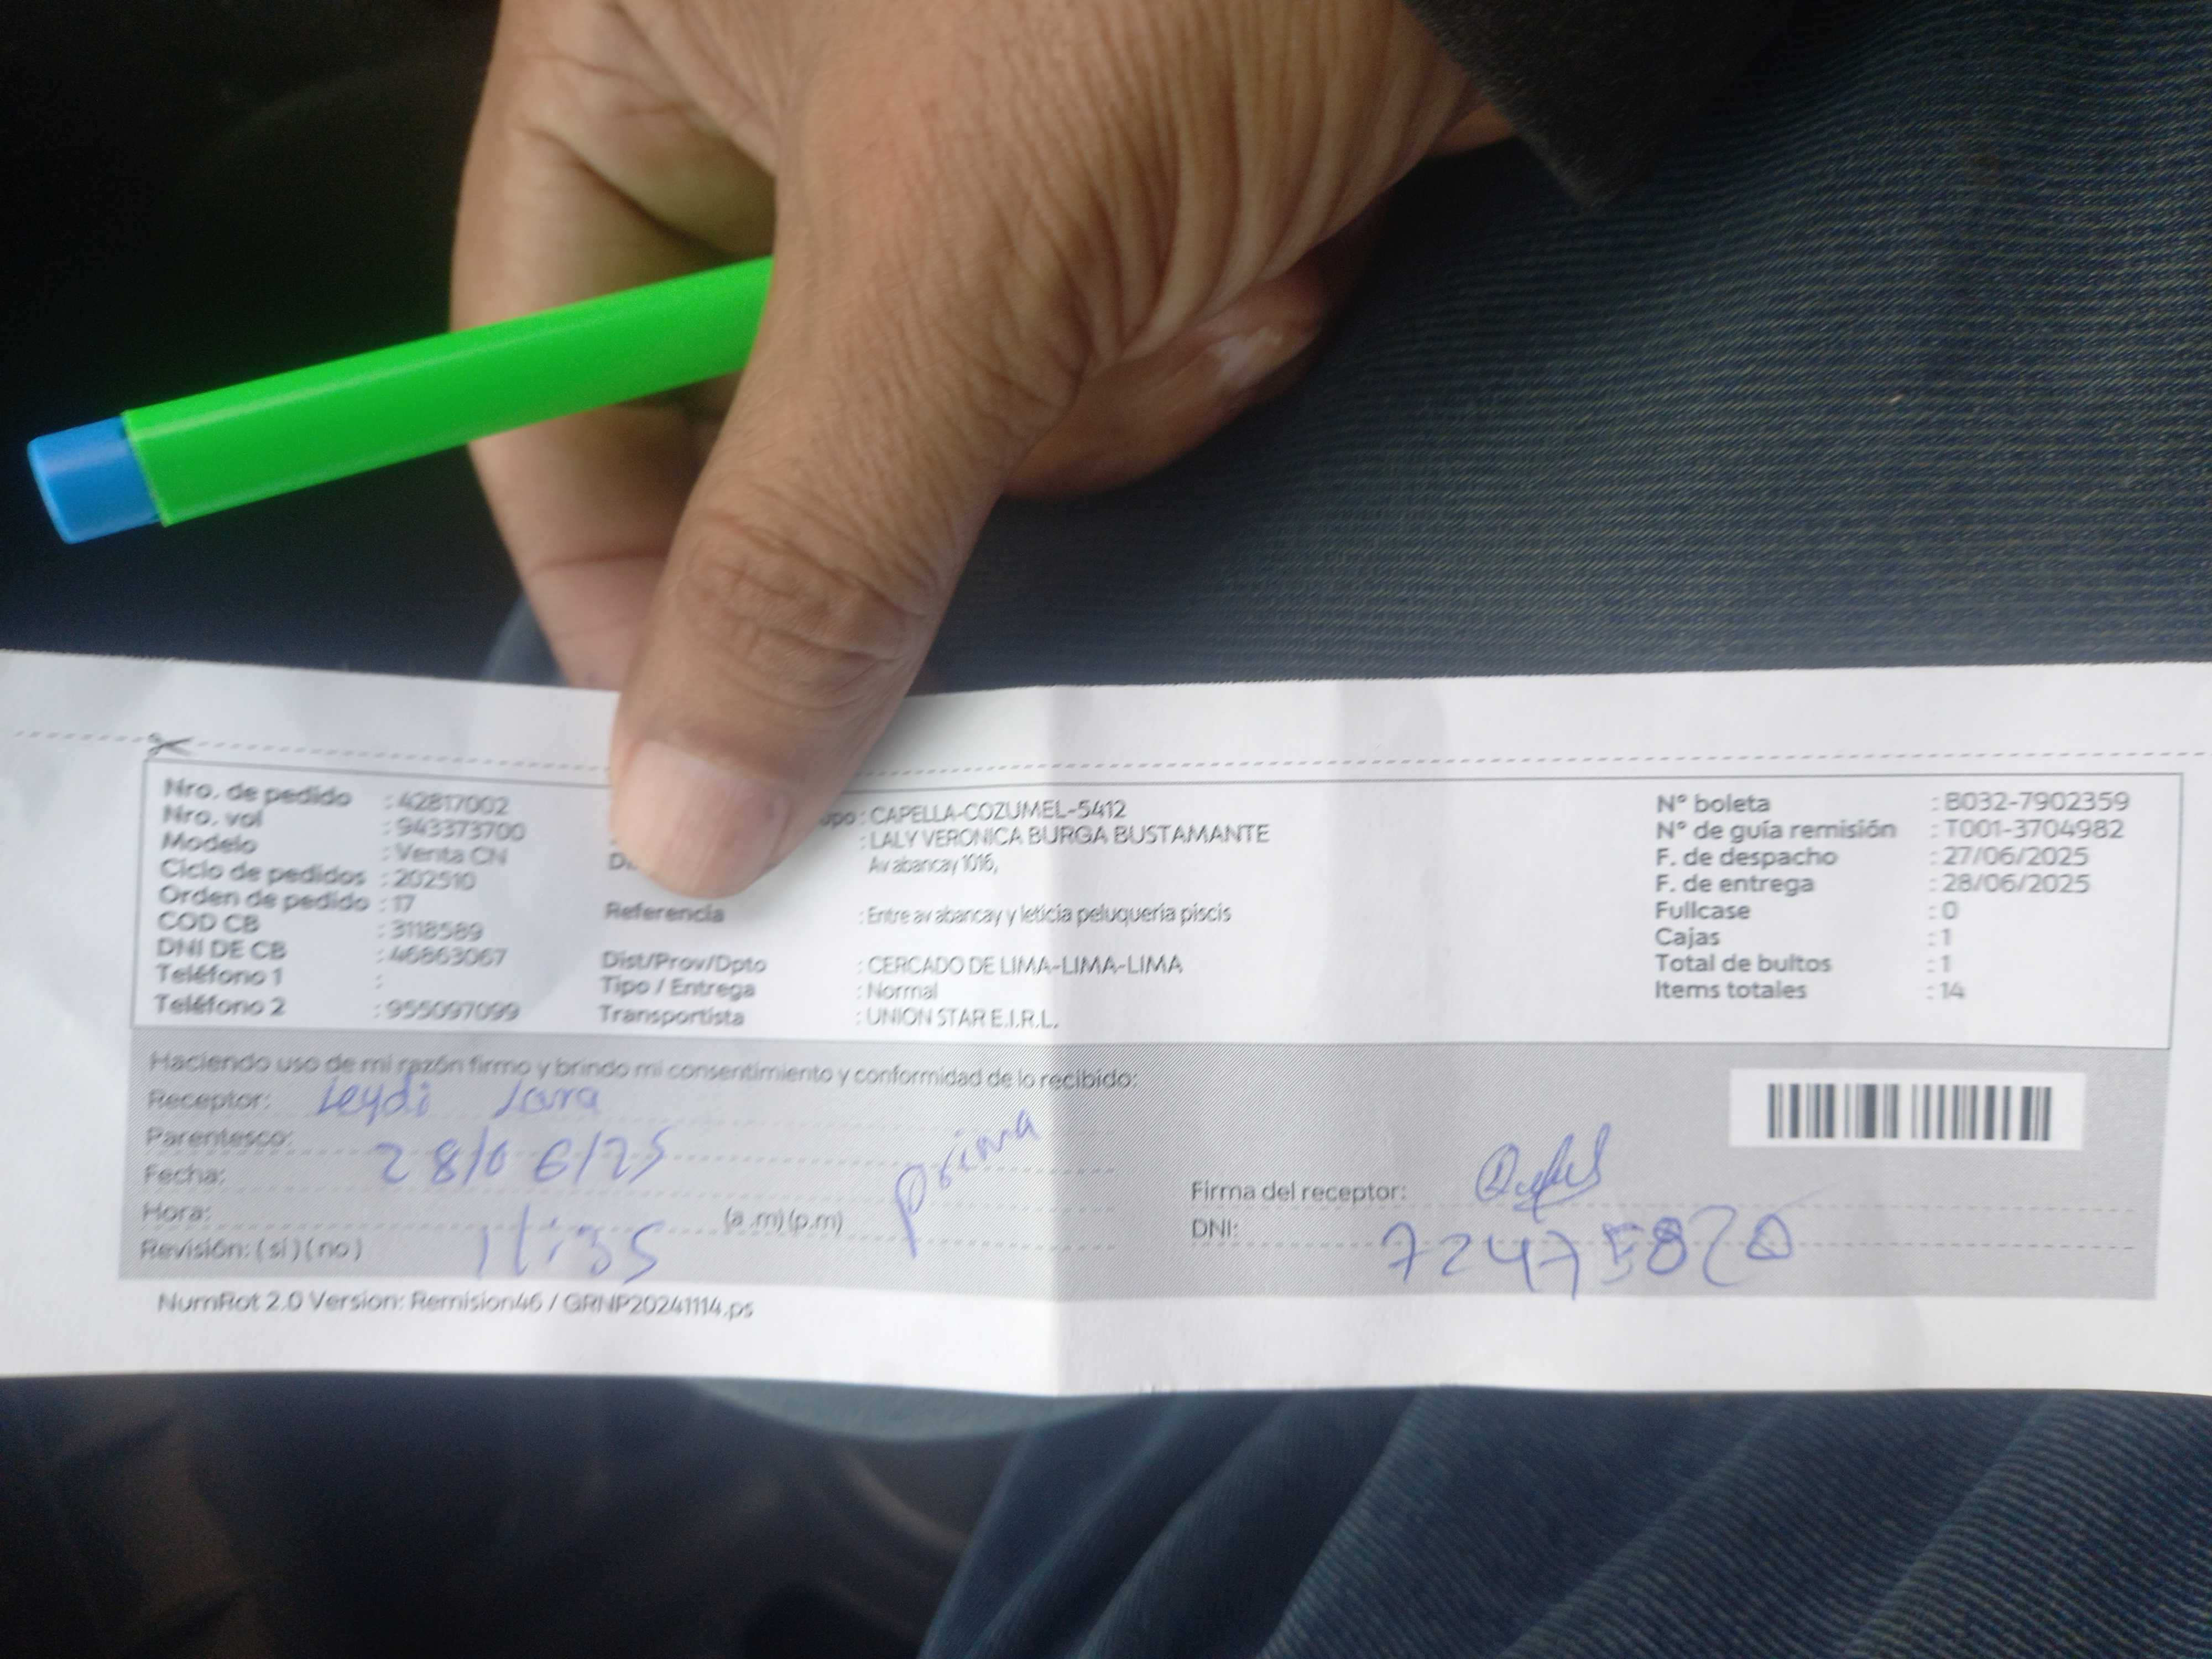 Nro. de pedido : 42817002
Nro. vol : 943373700
Modelo : Venta CN
Ciclo de pedidos : 202510
Orden de pedido : 17
COD CB : 3118589
DNI DE CB : 46863067
Teléfono 1 :
Teléfono 2 : 955097099
upo : CAPELLA-COZUMEL-5412
: LALY VERONICA BURGA BUSTAMANTE
Av abancay 1016,
Referencia : Entre av abancay y leticia peluquería piscis
Dist/Prov/Dpto : CERCADO DE LIMA-LIMA-LIMA
Tipo / Entrega : Normal
Transportista : UNION STAR E.I.R.L.
N° boleta : B032-7902359
N° de guía remisión : T001-3704982
F. de despacho : 27/06/2025
F. de entrega : 28/06/2025
Fullcase : 0
Cajas : 1
Total de bultos : 1
Items totales : 14
Haciendo uso de mi razón firmo y brindo mi consentimiento y conformidad de lo recibido:
Receptor: Leydi Lara
Parentesco: prima
Fecha: 28/06/25
Hora: 11:35 (a .m) (p.m)
Revisión: ( si ) ( no )
Firma del receptor:
DNI: 72475820
NumRot 2.0 Version: Remision46 / GRNP20241114.ps